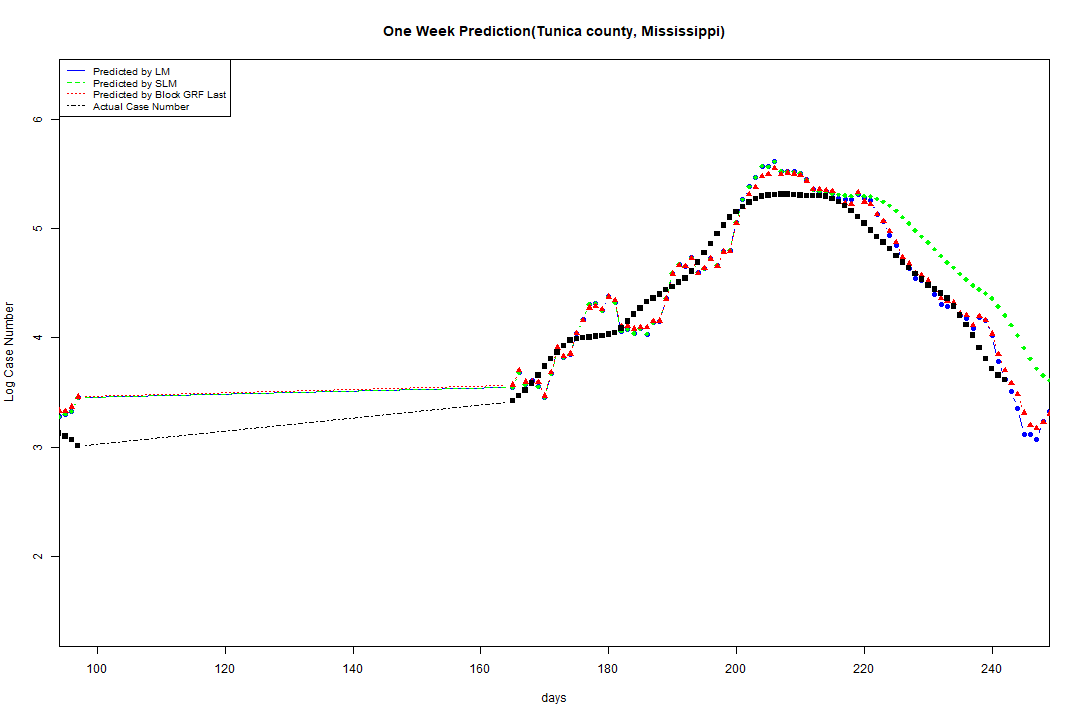 One Week Prediction(Tunica county, Mississippi)
Predicted by LM
Predicted by SLM
Predicted by Block GRF Last
Actual Case Number
Log Case Number
6
5
4
3
2
100 120 140 160 180 200 220 240
days